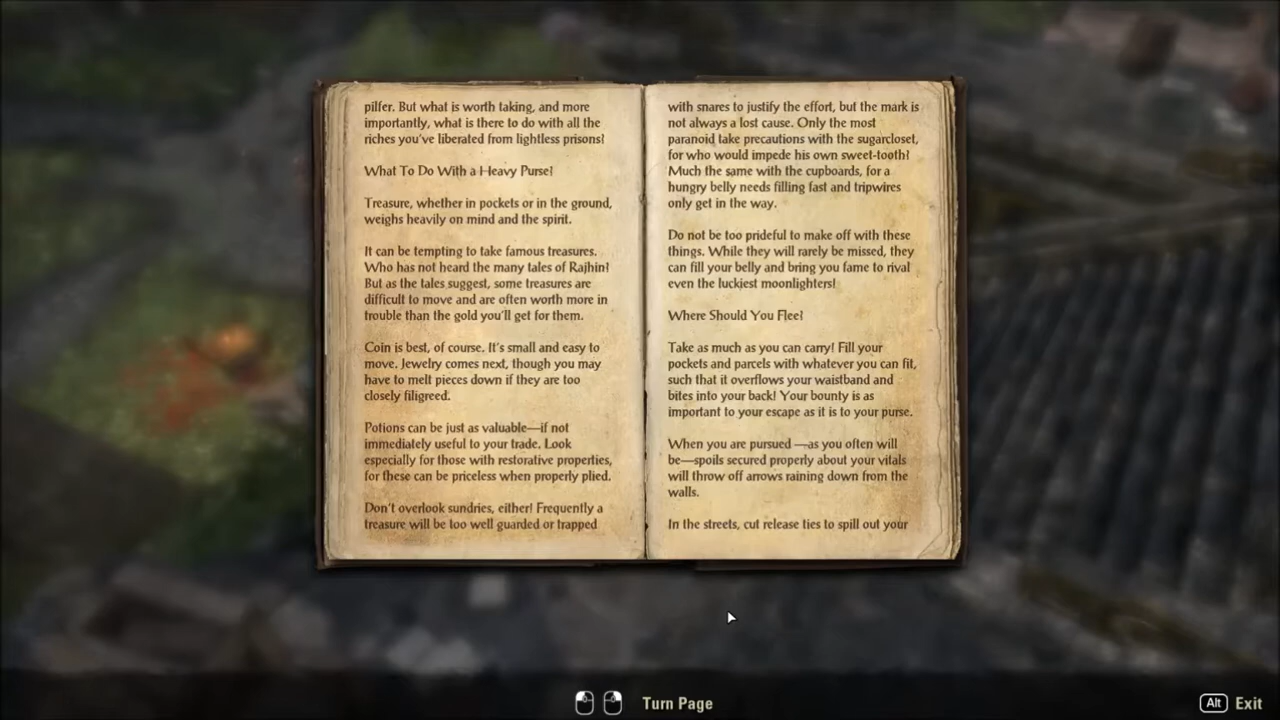 pilfer. But what is worth taking, and more
importantly, what is there to do with all the
riches you've liberated from lightless prisons?
What To Do With a Heavy Purse?
Treasure, whether in pockets or in the ground,
weighs heavily on mind and the spirit.
It can be tempting to take famous treasures.
Who has not heard the many tales of Rajhin?
But as the tales suggest, some treasures are
difficult to move and are often worth more in
trouble than the gold you'll get for them.
Coin is best, of course. It's small and easy to
move. Jewelry comes next, though you may
have to melt pieces down if they are too
closely filigreed.
Potions can be just as valuable—if not
immediately useful to your trade. Look
especially for those with restorative properties,
for these can be priceless when properly plied.
Don't overlook sundries, either! Frequently a
treasure will be too well guarded or trapped
with snares to justify the effort, but the mark is
not always a lost cause. Only the most
paranoid take precautions with the sugarcloset,
for who would impede his own sweet-tooth?
Much the same with the cupboards, for a
hungry belly needs filling fast and tripwires
only get in the way.
Do not be too prideful to make off with these
things. While they will rarely be missed, they
can fill your belly and bring you fame to rival
even the luckiest moonlighters!
Where Should You Flee?
Take as much as you can carry! Fill your
pockets and parcels with whatever you can fit,
such that it overflows your waistband and
bites into your back! Your bounty is as
important to your escape as it is to your purse.
When you are pursued —as you often will
be—spoils secured properly about your vitals
will throw off arrows raining down from the
walls.
In the streets, cut release ties to spill out your
Turn Page
Alt Exit